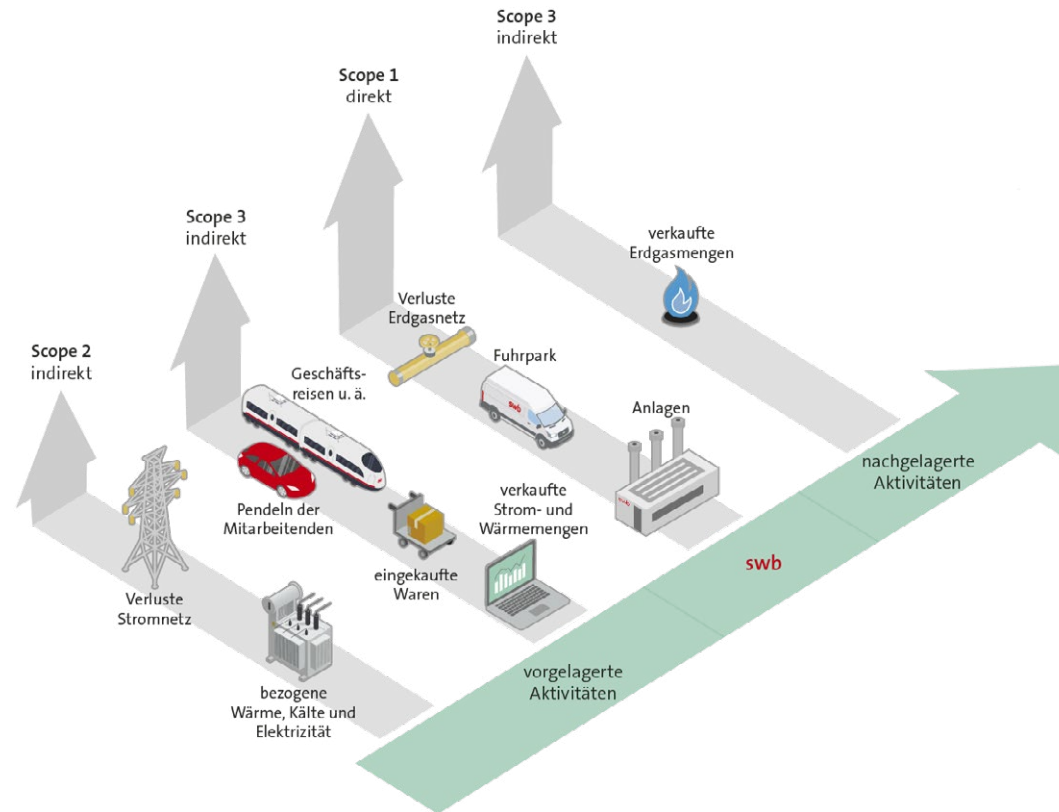 Scope 3
indirekt
Scope 1
direkt
Scope 3
indirekt
Scope 2
indirekt
verkaufte
Erdgasmengen
Verluste
Erdgasnetz
Fuhrpark
swb
Anlagen
swb
Geschäfts-
reisen u. ä.
Pendeln der
Mitarbeitenden
eingekaufte
Waren
verkaufte
Strom- und
Wärmemengen
Verluste
Stromnetz
bezogene
Wärme, Kälte und
Elektrizität
vorgelagerte
Aktivitäten
swb
nachgelagerte
Aktivitäten